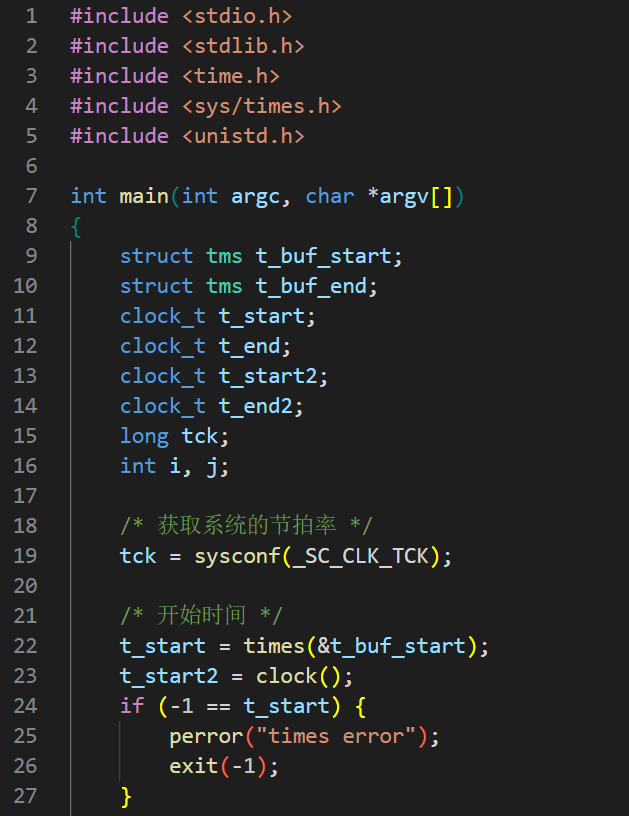 1 #include <stdio.h>
2 #include <stdlib.h>
3 #include <time.h>
4 #include <sys/times.h>
5 #include <unistd.h>
6
7 int main(int argc, char *argv[])
8 {
9     struct tms t_buf_start;
10     struct tms t_buf_end;
11     clock_t t_start;
12     clock_t t_end;
13     clock_t t_start2;
14     clock_t t_end2;
15     long tck;
16     int i, j;
17
18     /* 获取系统的节拍率 */
19     tck = sysconf(_SC_CLK_TCK);
20
21     /* 开始时间 */
22     t_start = times(&t_buf_start);
23     t_start2 = clock();
24     if (-1 == t_start) {
25         perror("times error");
26         exit(-1);
27     }